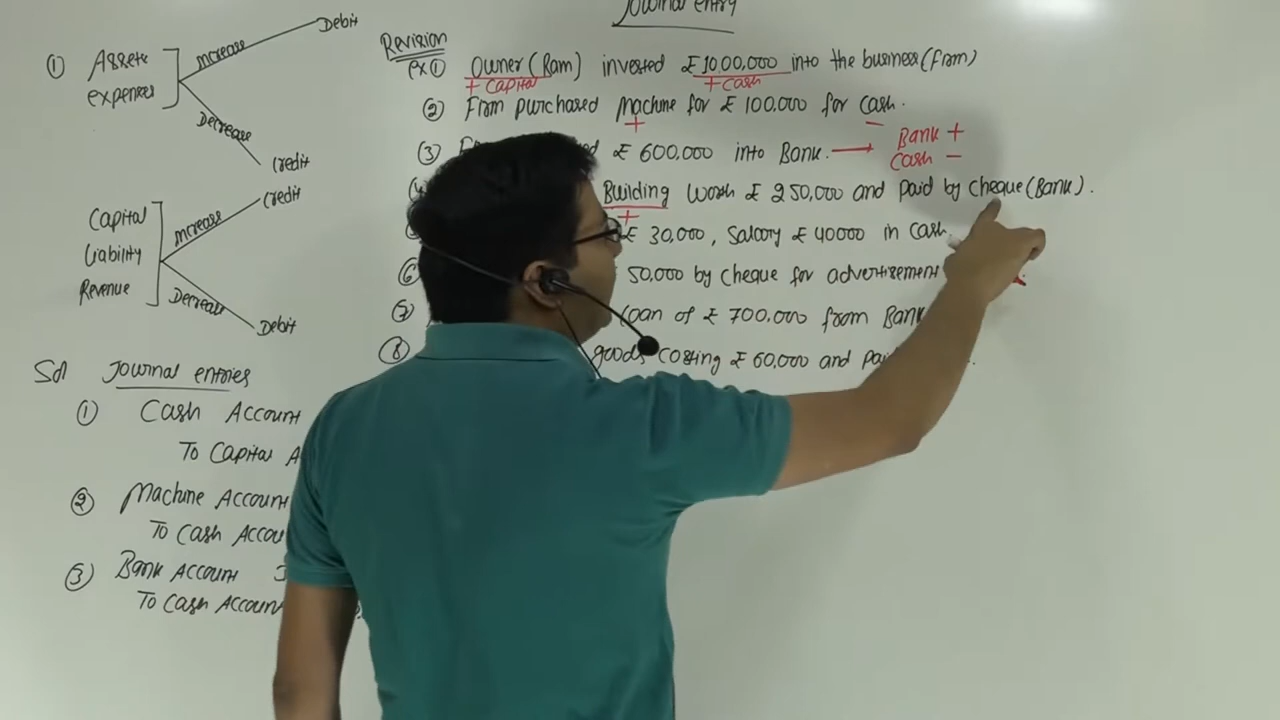 Journal entry
① Assets
expenses
Increase
Debit
Decrease
Credit
Capital
Liability
Revenue
Increase
Credit
Decrease
Debit
Revision
ex① Owner (Ram) invested £ 1000,000 into the business (firm)
+ Capital + Cash
② Firm purchased machine for £ 100,000 for cash.
+ −
③ £ 600,000 into Bank. → Bank +
Cash −
Building worth £ 250,000 and paid by cheque (Bank).
+
£ 30,000, Salary £ 40000 in cash.
⑥ 50,000 by cheque for advertisement
⑦ loan of £ 700,000 from Bank
⑧ goods costing £ 60,000 and
Sol Journal entries
① Cash Account
To Capital A
② Machine Account
To Cash Accou
③ Bank Account
To Cash Accoun